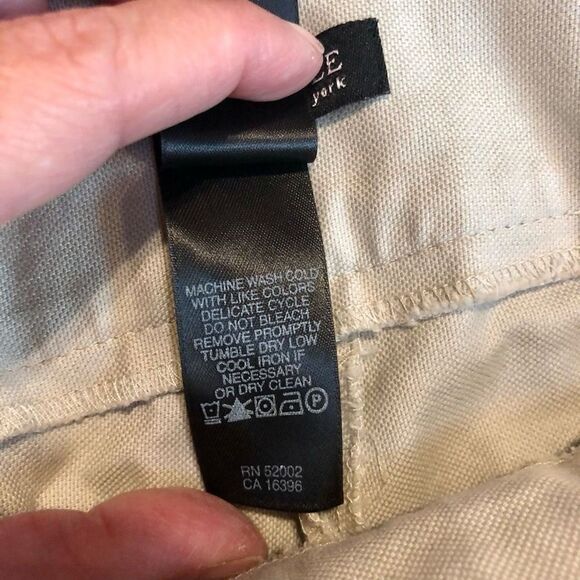 york
MACHINE WASH COLD
WITH LIKE COLORS
DELICATE CYCLE
DO NOT BLEACH
REMOVE PROMPTLY
TUMBLE DRY LOW
COOL IRON IF
NECESSARY
OR DRY CLEAN
P
RN 52002
CA 16396